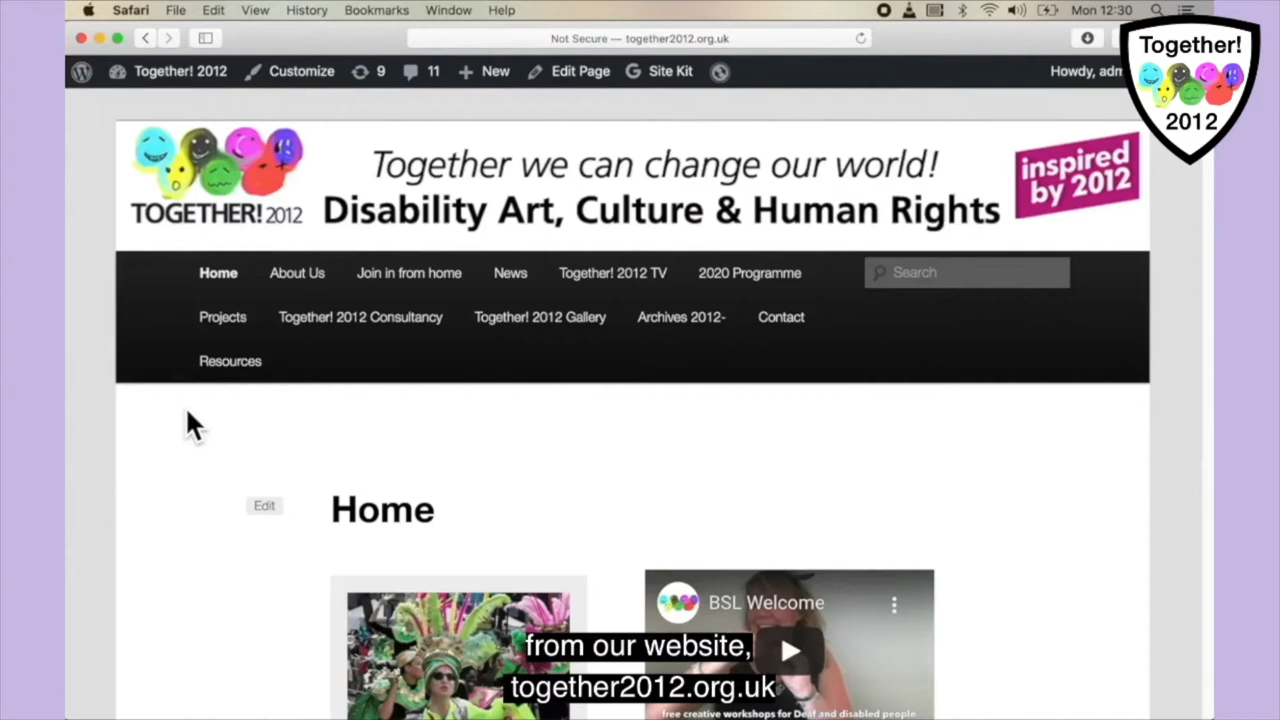 Safari File Edit View History Bookmarks Window Help Mon 12:30
Not Secure — together2012.org.uk
Together! 2012 Customize 9 11 New Edit Page Site Kit Howdy, adm
Together!
2012
TOGETHER! 2012
Together we can change our world!
Disability Art, Culture & Human Rights
inspired
by 2012
Home About Us Join in from home News Together! 2012 TV 2020 Programme Search
Projects Together! 2012 Consultancy Together! 2012 Gallery Archives 2012- Contact
Resources
Edit Home
BSL Welcome
from our website,
together2012.org.uk
free creative workshops for Deaf and disabled people